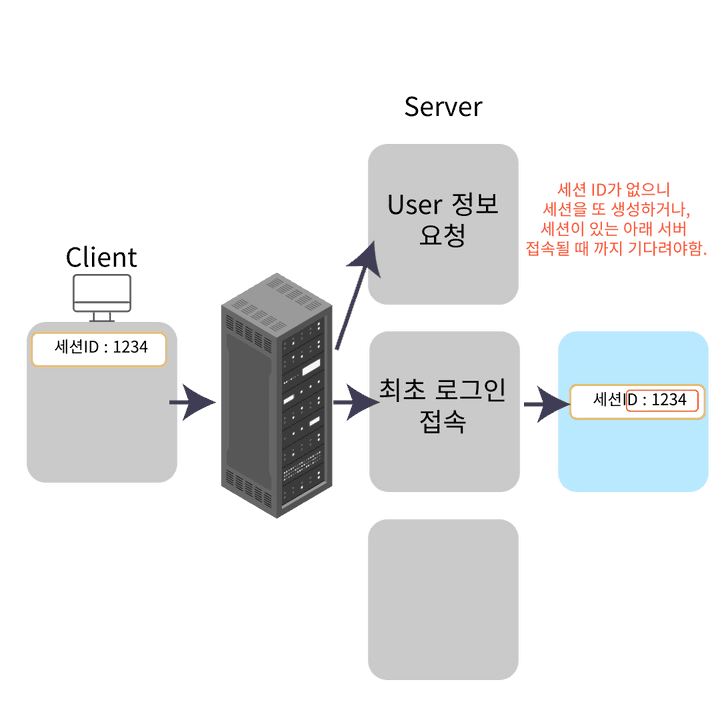 Server
User 정보
요청
세션 ID가 없으니
세션을 또 생성하거나,
세션이 있는 아래 서버
접속될 때 까지 기다려야함.
Client
세션ID : 1234
최초 로그인
접속
세션ID : 1234